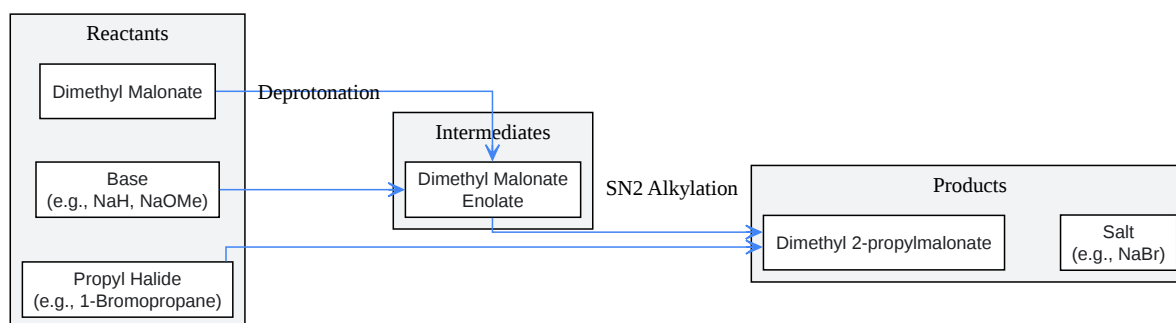 Reactants
Dimethyl Malonate
Deprotonation
Base
(e.g., NaH, NaOMe)
Propyl Halide
(e.g., 1-Bromopropane)
Intermediates
Dimethyl Malonate
Enolate
SN2 Alkylation
Products
Dimethyl 2-propylmalonate
Salt
(e.g., NaBr)